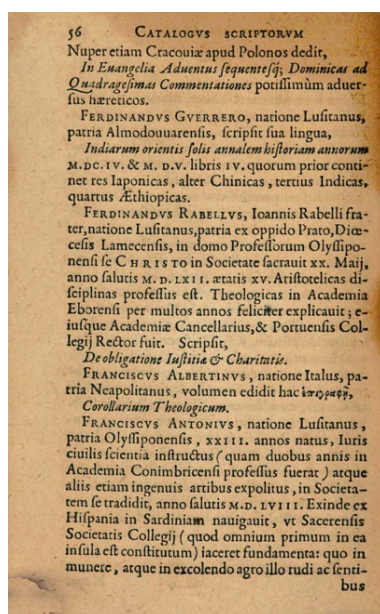 56 CATALOGVS SCRIPTORVM
Nuper etiam Cracouiæ apud Polonos dedit,
In Euangelia Aduentus sequentesq; Dominicas ad
Quadragesimas Commentationes potissimùm aduer-
sus hæreticos.
FERDINANDVS GVERRERO, natione Lusitanus,
patria Almodouuarensis, scripsit sua lingua,
Indiarum orientis solis annalem historiam annorum
M.DC.IV. & M. D.V. libris IV. quorum prior conti-
net res Iaponicas, alter Chinicas, tertius Indicas,
quartus Æthiopicas.
FERDINANDVS RABELLVS, Ioannis Rabelli fra-
ter, natione Lusitanus, patria ex oppido Prato, Diœ-
cesis Lamecensis, in domo Professorum Olyssipo-
nensi se CHRISTO in Societate sacrauit XX. Maij,
anno salutis M. D. LXII. ætatis XV. Aristotelicas di-
sciplinas professus est. Theologicas in Academia
Eborensi per multos annos feliciter explicauit; e-
iusque Academiæ Cancellarius, & Portuensis Col-
legij Rector fuit. Scripsit,
De obligatione Iustitiæ & Charitatis.
FRANCISCVS ALBERTINVS, natione Italus, pa-
tria Neapolitanus, volumen edidit hac ἐπιγραφῇ,
Corollarium Theologicum.
FRANCISCVS ANTONIVS, natione Lusitanus,
patria Olyssiponensis, XXIII. annos natus, Iuris
ciuilis scientia instructus (quam duobus annis in
Academia Conimbricensi professus fuerat) atque
aliis etiam ingenuis artibus expolitus, in Societa-
tem se tradidit, anno salutis M.D. LVIII. Exinde ex
Hispania in Sardiniam nauigauit, vt Sacerensis
Societatis Collegij (quod omnium primum in ea
insula est constitutum) iaceret fundamenta: quo in
munere, atque in excolendo agro illo rudi ac senti-
bus